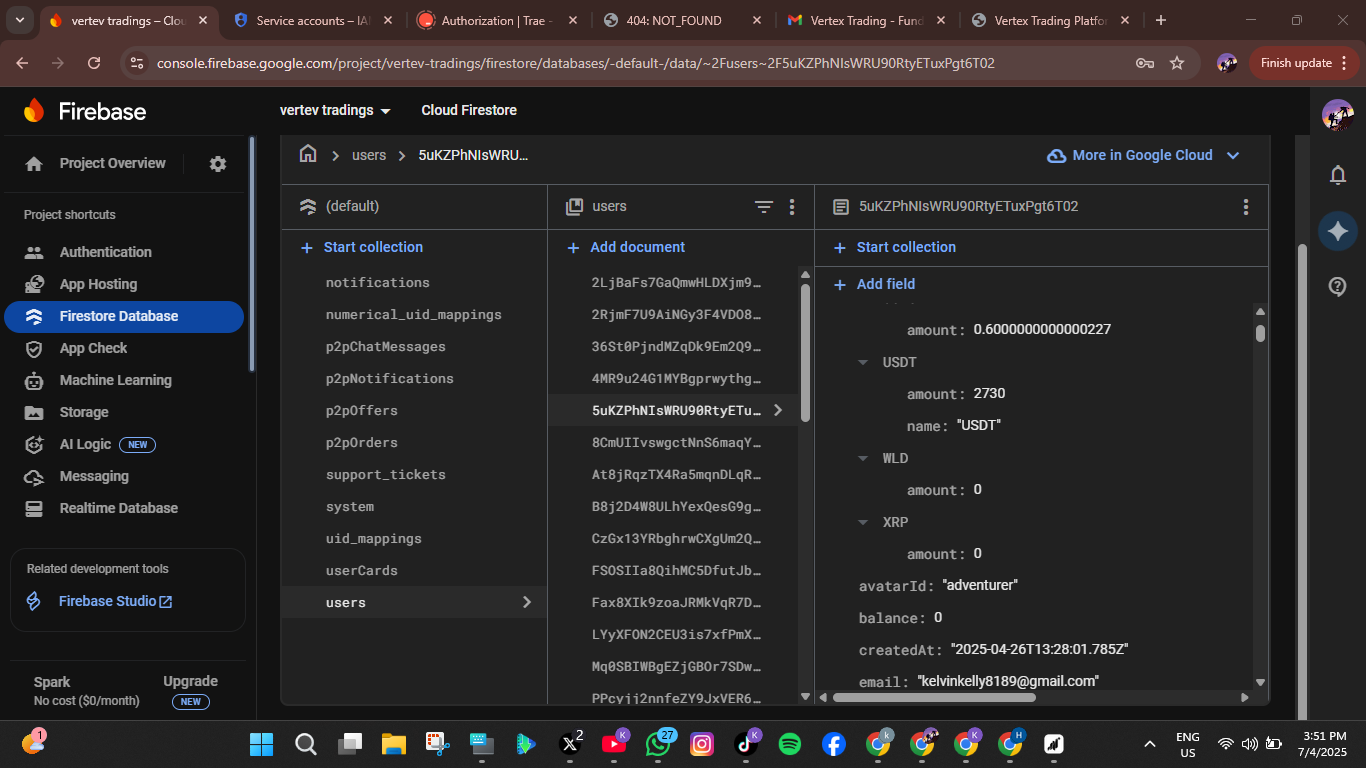 vertev tradings – Clou
Service accounts – IAI
Authorization | Trae -
404: NOT_FOUND
Vertex Trading - Fund
Vertex Trading Platfor
console.firebase.google.com/project/vertev-tradings/firestore/databases/-default-/data/~2Fusers~2F5uKZPhNIsWRU90RtyETuxPgt6T02
Finish update
Firebase
vertev tradings
Cloud Firestore
Project Overview
users
5uKZPhNIsWRU…
More in Google Cloud
Project shortcuts
Authentication
App Hosting
Firestore Database
App Check
Machine Learning
Storage
AI Logic NEW
Messaging
Realtime Database
Related development tools
Firebase Studio
Spark
No cost ($0/month)
Upgrade
NEW
(default)
Start collection
notifications
numerical_uid_mappings
p2pChatMessages
p2pNotifications
p2pOffers
p2pOrders
support_tickets
system
uid_mappings
userCards
users
users
Add document
2LjBaFs7GaQmwHLDXjm9…
2RjmF7U9AiNGy3F4VDO8…
36St0PjndMZqDk9Em2Q9…
4MR9u24G1MYBgprwythg…
5uKZPhNIsWRU90RtyETu…
8CmUIIvswgctNnS6maqY…
At8jRqzTX4Ra5mqnDLqR…
B8j2D4W8ULhYexQesG9g…
CzGx13YRbghrwCXgUm2Q…
FSOSIIa8QihMC5DfutJb…
Fax8XIk9zoaJRMkVqR7D…
LYyXFON2CEU3is7xfPmX…
Mq0SBIWBgEZjGBOr7SDw…
PPcyjj2nnfeZY9JxVER6…
5uKZPhNIsWRU90RtyETuxPgt6T02
Start collection
Add field
amount: 0.6000000000000227
USDT
amount: 2730
name: "USDT"
WLD
amount: 0
XRP
amount: 0
avatarId: "adventurer"
balance: 0
createdAt: "2025-04-26T13:28:01.785Z"
email: "kelvinkelly8189@gmail.com"
1
2
K
27
K
k
K
H
ENG
US
3:51 PM
7/4/2025